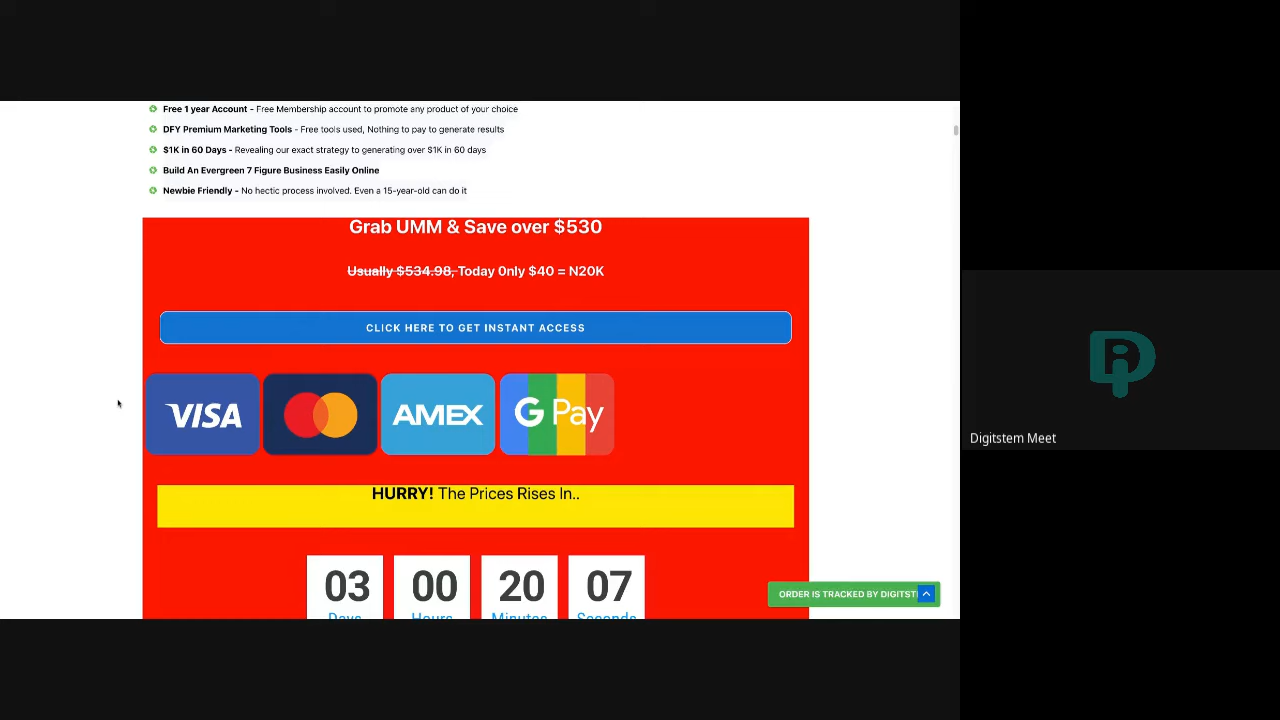 Free 1 year Account - Free Membership account to promote any product of your choice
DFY Premium Marketing Tools - Free tools used, Nothing to pay to generate results
$1K in 60 Days - Revealing our exact strategy to generating over $1K in 60 days
Build An Evergreen 7 Figure Business Easily Online
Newbie Friendly - No hectic process involved. Even a 15-year-old can do it
Grab UMM & Save over $530
Usually $534.98, Today 0nly $40 = N20K
CLICK HERE TO GET INSTANT ACCESS
VISA AMEX G Pay
HURRY! The Prices Rises In..
03 00 20 07
Days Hours Minutes Seconds
ORDER IS TRACKED BY DIGITST
Digitstem Meet